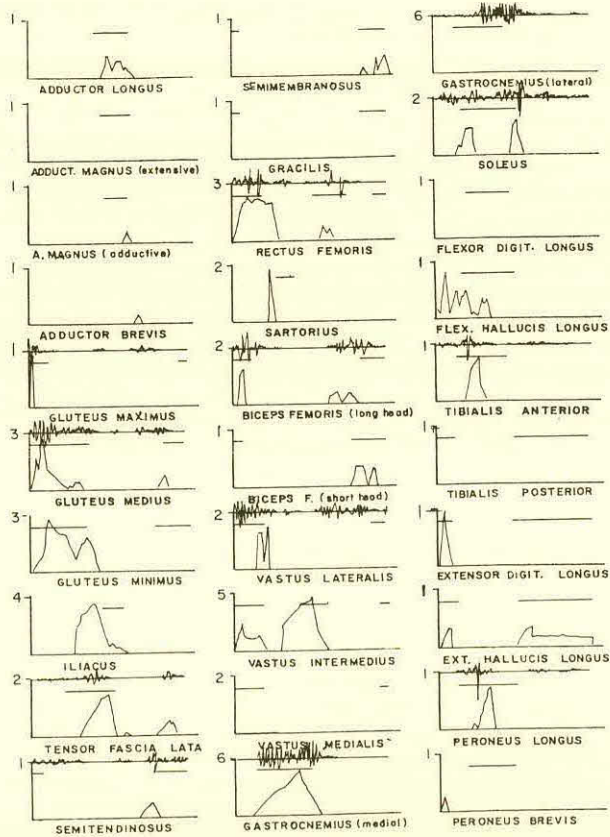 1
ADDUCTOR LONGUS
1
ADDUCT. MAGNUS (extensive)
1
A. MAGNUS (adductive)
1
ADDUCTOR BREVIS
1
GLUTEUS MAXIMUS
3
GLUTEUS MEDIUS
3
GLUTEUS MINIMUS
4
ILIACUS
2
TENSOR FASCIA LATA
1
SEMITENDINOSUS
1
SEMIMEMBRANOSUS
1
GRACILIS
3
RECTUS FEMORIS
2
SARTORIUS
2
BICEPS FEMORIS (long head)
1
BICEPS F. (short head)
2
VASTUS LATERALIS
5
VASTUS INTERMEDIUS
2
VASTUS MEDIALIS
6
GASTROCNEMIUS (medial)
6
GASTROCNEMIUS (lateral)
2
SOLEUS
1
FLEXOR DIGIT. LONGUS
1
FLEX. HALLUCIS LONGUS
1
TIBIALIS ANTERIOR
1
TIBIALIS POSTERIOR
1
EXTENSOR DIGIT. LONGUS
1
EXT. HALLUCIS LONGUS
1
PERONEUS LONGUS
1
PERONEUS BREVIS